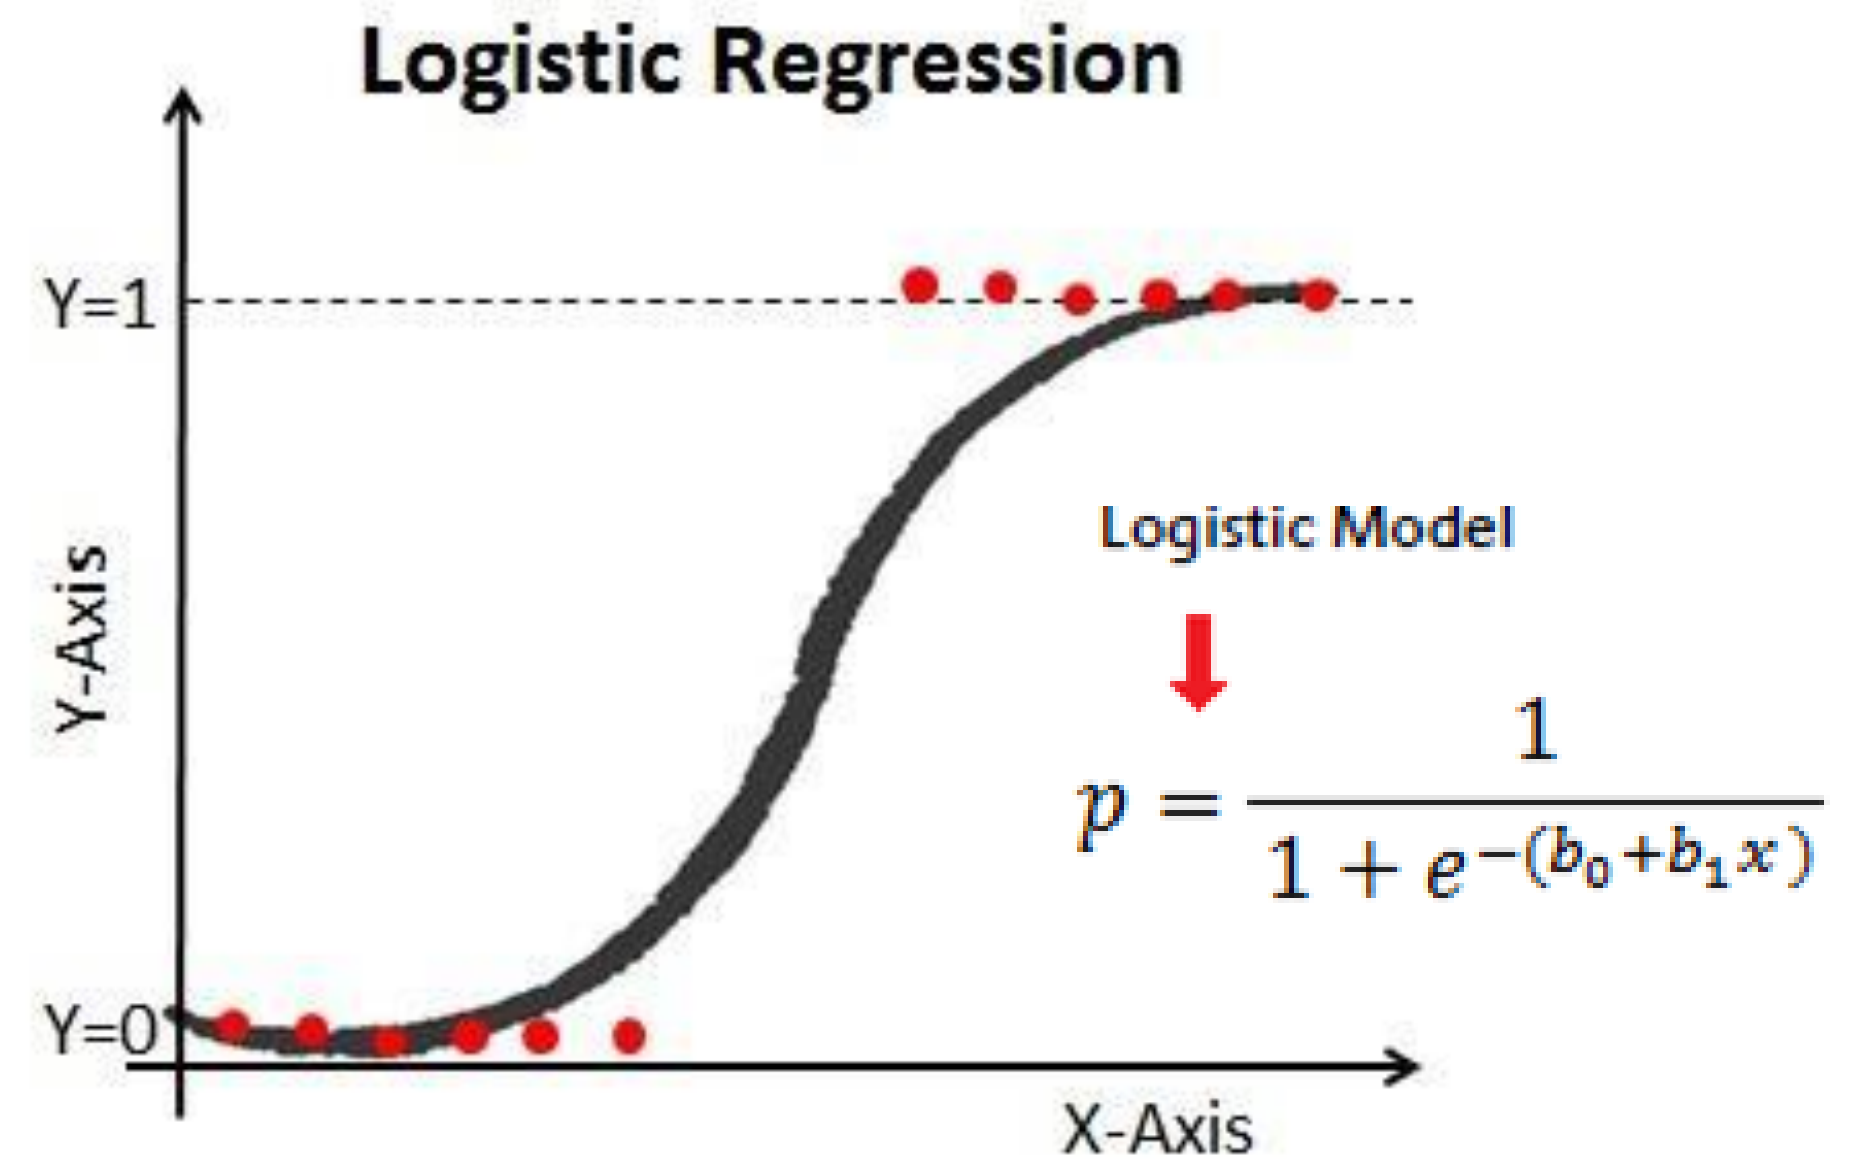 Logistic Regression
Y=1
Y-Axis
Logistic Model
p = 1 / (1 + e^−(b₀+b₁x))
Y=0
X-Axis